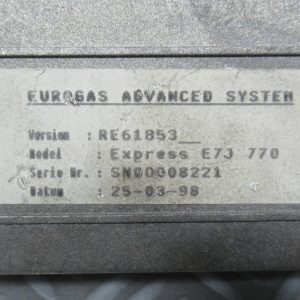 EUROGAS ADVANCED SYSTEM
Version : RE61853__
Model : Express E7J 770
Serie Nr. : SN00008221
Datum : 25-03-98